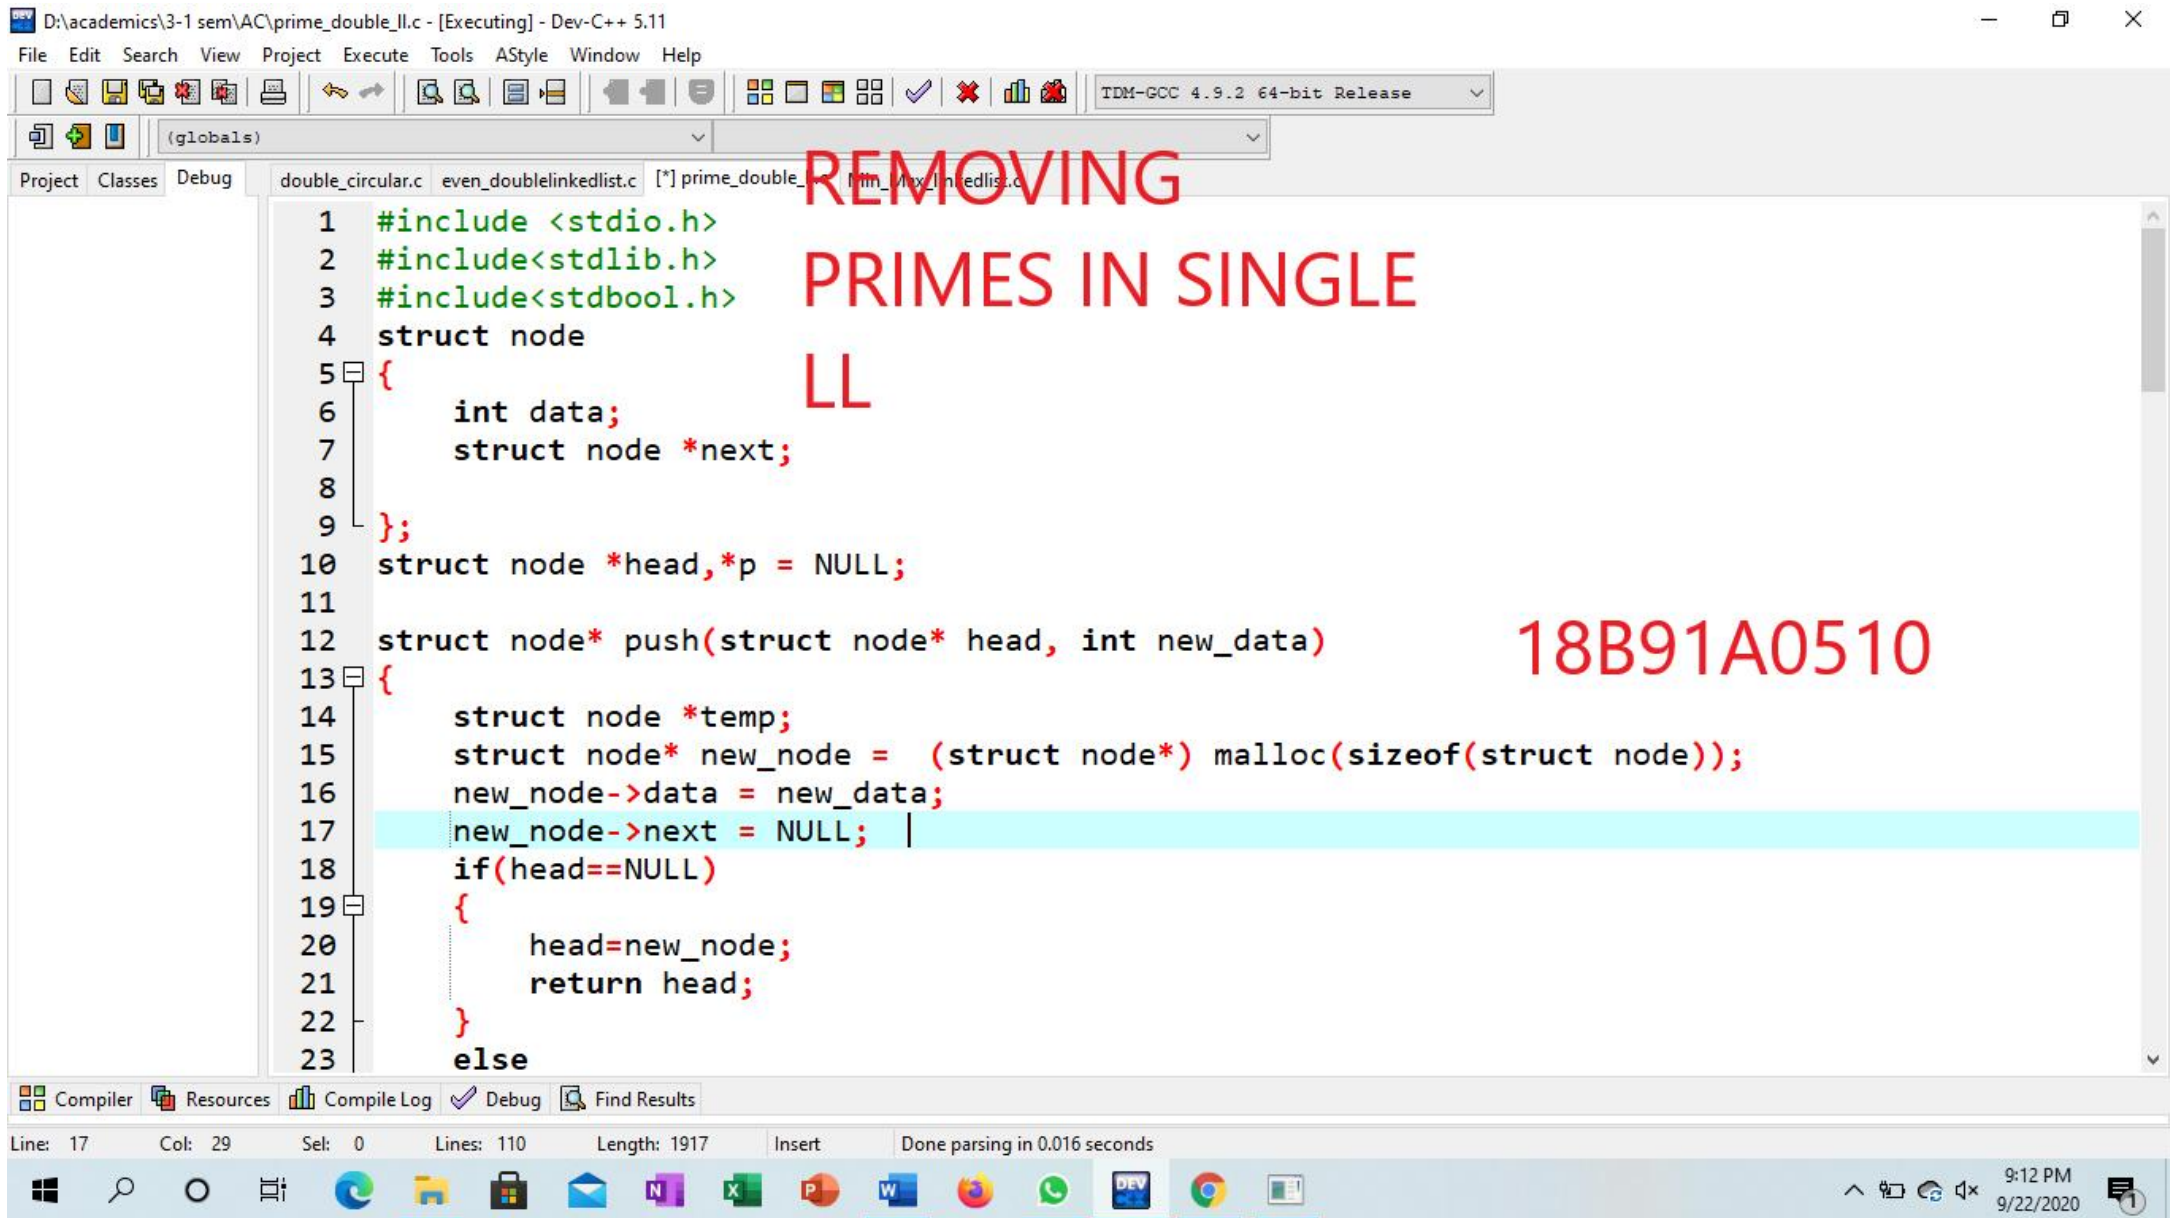 D:\academics\3-1 sem\AC\prime_double_ll.c - [Executing] - Dev-C++ 5.11
File Edit Search View Project Execute Tools AStyle Window Help
TDM-GCC 4.9.2 64-bit Release
(globals)
Project Classes Debug
double_circular.c even_doublelinkedlist.c [*] prime_double_ Min_Max_linkedlist.c
REMOVING
PRIMES IN SINGLE
LL
1 #include <stdio.h>
2 #include<stdlib.h>
3 #include<stdbool.h>
4 struct node
5 {
6 int data;
7 struct node *next;
8
9 };
10 struct node *head,*p = NULL;
11
12 struct node* push(struct node* head, int new_data)
18B91A0510
13 {
14 struct node *temp;
15 struct node* new_node = (struct node*) malloc(sizeof(struct node));
16 new_node->data = new_data;
17 new_node->next = NULL;
18 if(head==NULL)
19 {
20 head=new_node;
21 return head;
22 }
23 else
Compiler Resources Compile Log Debug Find Results
Line: 17 Col: 29 Sel: 0 Lines: 110 Length: 1917 Insert Done parsing in 0.016 seconds
9:12 PM
9/22/2020